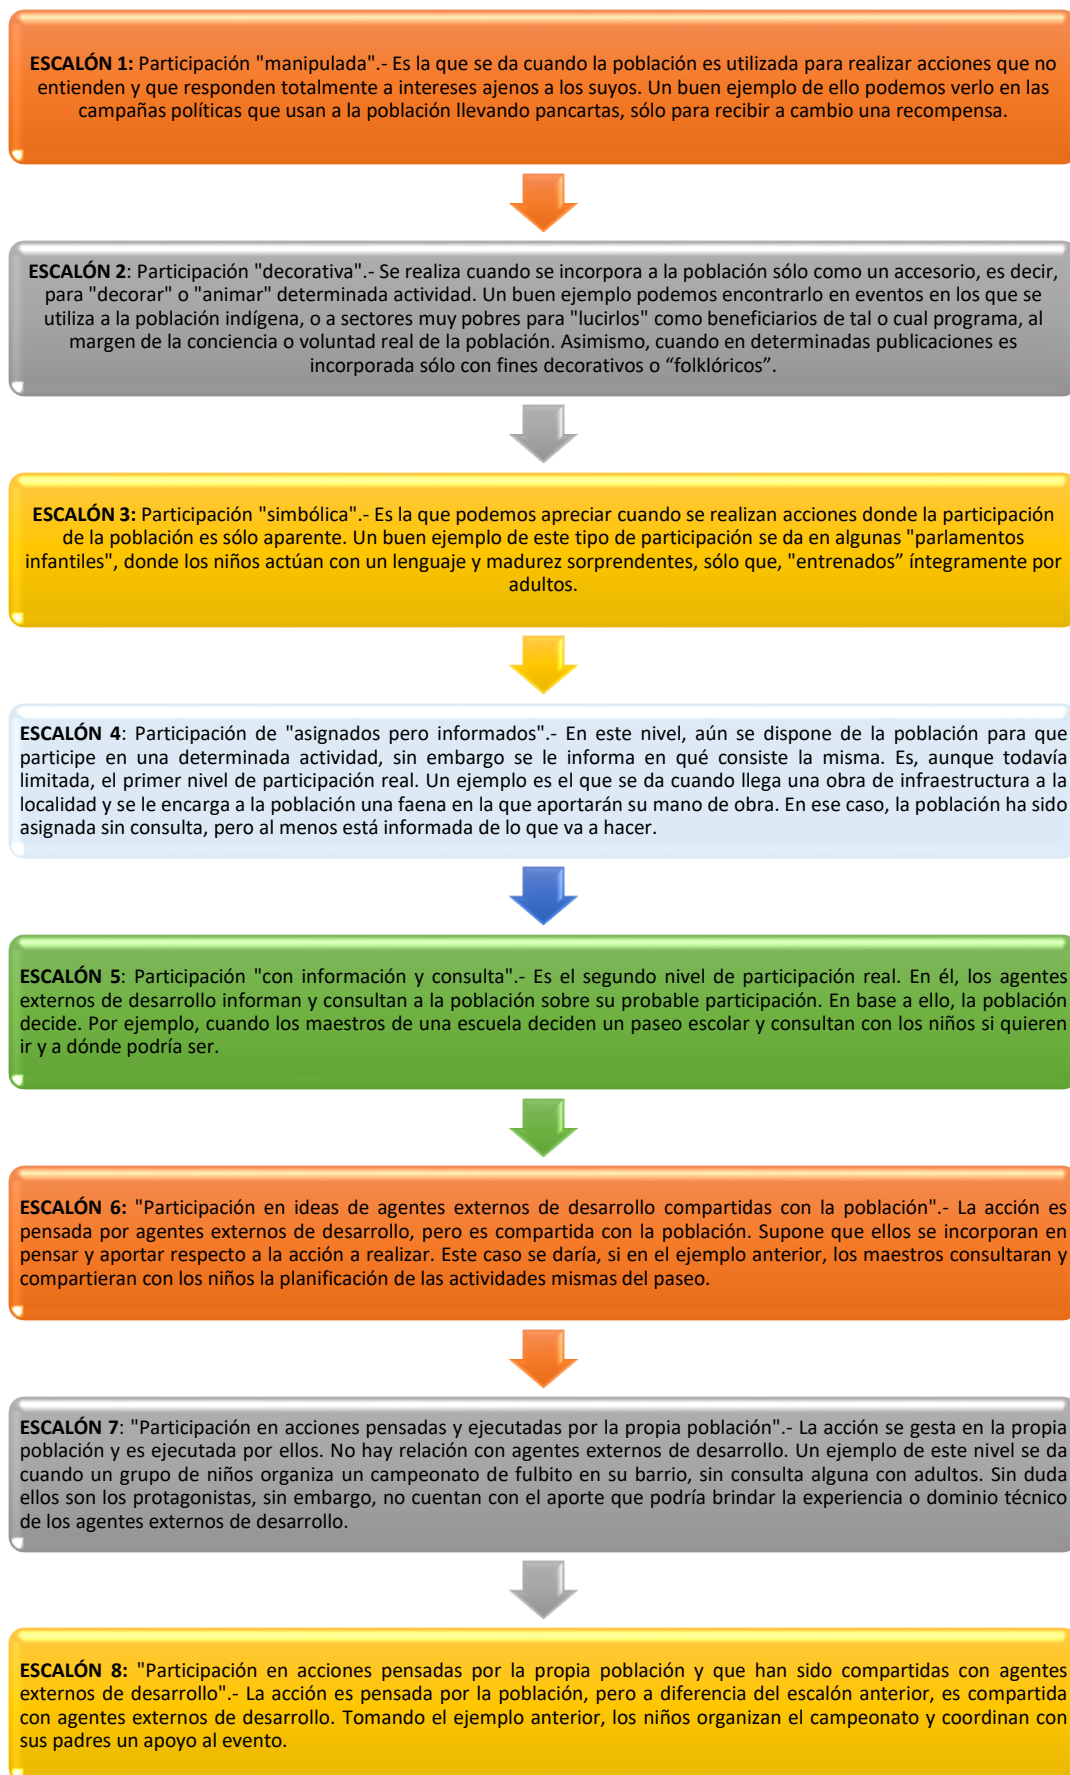 ESCALÓN 1: Participación "manipulada".- Es la que se da cuando la población es utilizada para realizar acciones que no
entienden y que responden totalmente a intereses ajenos a los suyos. Un buen ejemplo de ello podemos verlo en las
campañas políticas que usan a la población llevando pancartas, sólo para recibir a cambio una recompensa.
ESCALÓN 2: Participación "decorativa".- Se realiza cuando se incorpora a la población sólo como un accesorio, es decir,
para "decorar" o "animar" determinada actividad. Un buen ejemplo podemos encontrarlo en eventos en los que se
utiliza a la población indígena, o a sectores muy pobres para "lucirlos" como beneficiarios de tal o cual programa, al
margen de la conciencia o voluntad real de la población. Asimismo, cuando en determinadas publicaciones es
incorporada sólo con fines decorativos o “folklóricos”.
ESCALÓN 3: Participación "simbólica".- Es la que podemos apreciar cuando se realizan acciones donde la participación
de la población es sólo aparente. Un buen ejemplo de este tipo de participación se da en algunas "parlamentos
infantiles", donde los niños actúan con un lenguaje y madurez sorprendentes, sólo que, "entrenados” íntegramente por
adultos.
ESCALÓN 4: Participación de "asignados pero informados".- En este nivel, aún se dispone de la población para que
participe en una determinada actividad, sin embargo se le informa en qué consiste la misma. Es, aunque todavía
limitada, el primer nivel de participación real. Un ejemplo es el que se da cuando llega una obra de infraestructura a la
localidad y se le encarga a la población una faena en la que aportarán su mano de obra. En ese caso, la población ha sido
asignada sin consulta, pero al menos está informada de lo que va a hacer.
ESCALÓN 5: Participación "con información y consulta".- Es el segundo nivel de participación real. En él, los agentes
externos de desarrollo informan y consultan a la población sobre su probable participación. En base a ello, la población
decide. Por ejemplo, cuando los maestros de una escuela deciden un paseo escolar y consultan con los niños si quieren
ir y a dónde podría ser.
ESCALÓN 6: "Participación en ideas de agentes externos de desarrollo compartidas con la población".- La acción es
pensada por agentes externos de desarrollo, pero es compartida con la población. Supone que ellos se incorporan en
pensar y aportar respecto a la acción a realizar. Este caso se daría, si en el ejemplo anterior, los maestros consultaran y
compartieran con los niños la planificación de las actividades mismas del paseo.
ESCALÓN 7: "Participación en acciones pensadas y ejecutadas por la propia población".- La acción se gesta en la propia
población y es ejecutada por ellos. No hay relación con agentes externos de desarrollo. Un ejemplo de este nivel se da
cuando un grupo de niños organiza un campeonato de fulbito en su barrio, sin consulta alguna con adultos. Sin duda
ellos son los protagonistas, sin embargo, no cuentan con el aporte que podría brindar la experiencia o dominio técnico
de los agentes externos de desarrollo.
ESCALÓN 8: "Participación en acciones pensadas por la propia población y que han sido compartidas con agentes
externos de desarrollo".- La acción es pensada por la población, pero a diferencia del escalón anterior, es compartida
con agentes externos de desarrollo. Tomando el ejemplo anterior, los niños organizan el campeonato y coordinan con
sus padres un apoyo al evento.